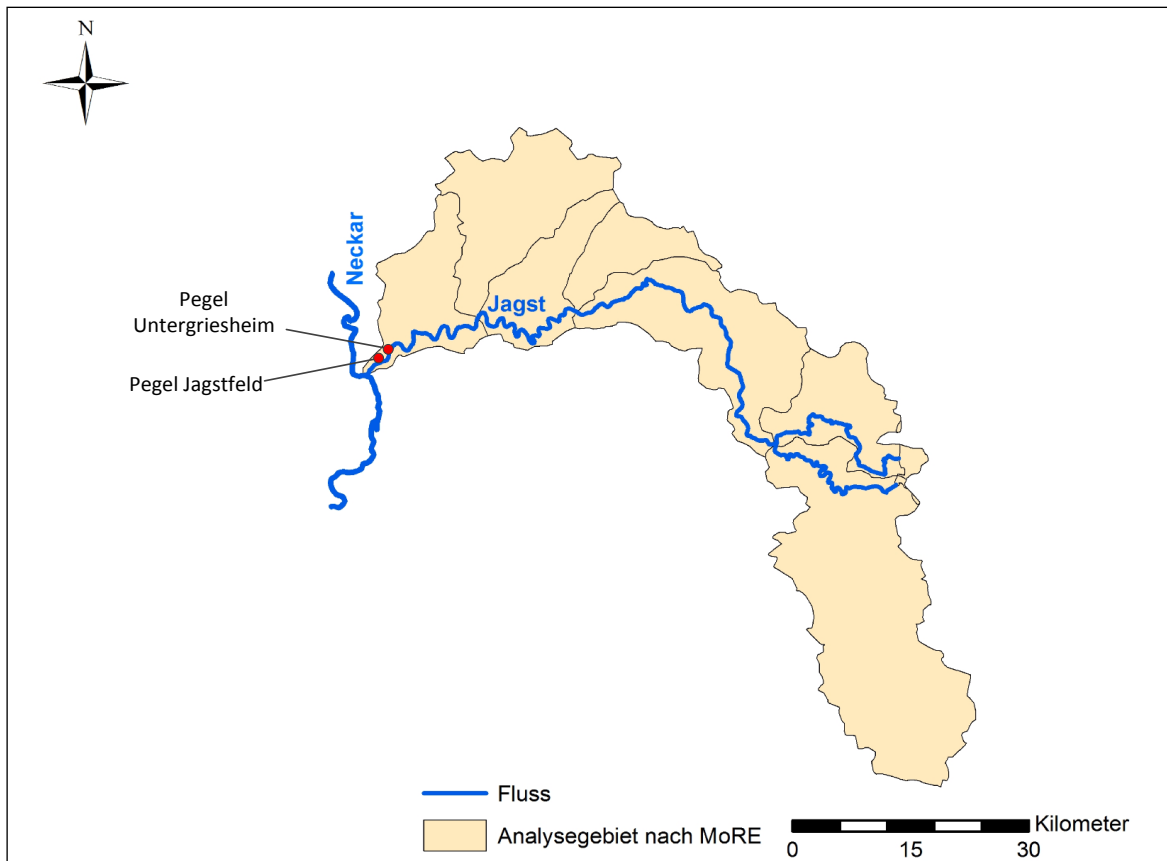 N
Neckar
Jagst
Pegel
Untergriesheim
Pegel Jagstfeld
Fluss
Analysegebiet nach MoRE
Kilometer
0 15 30